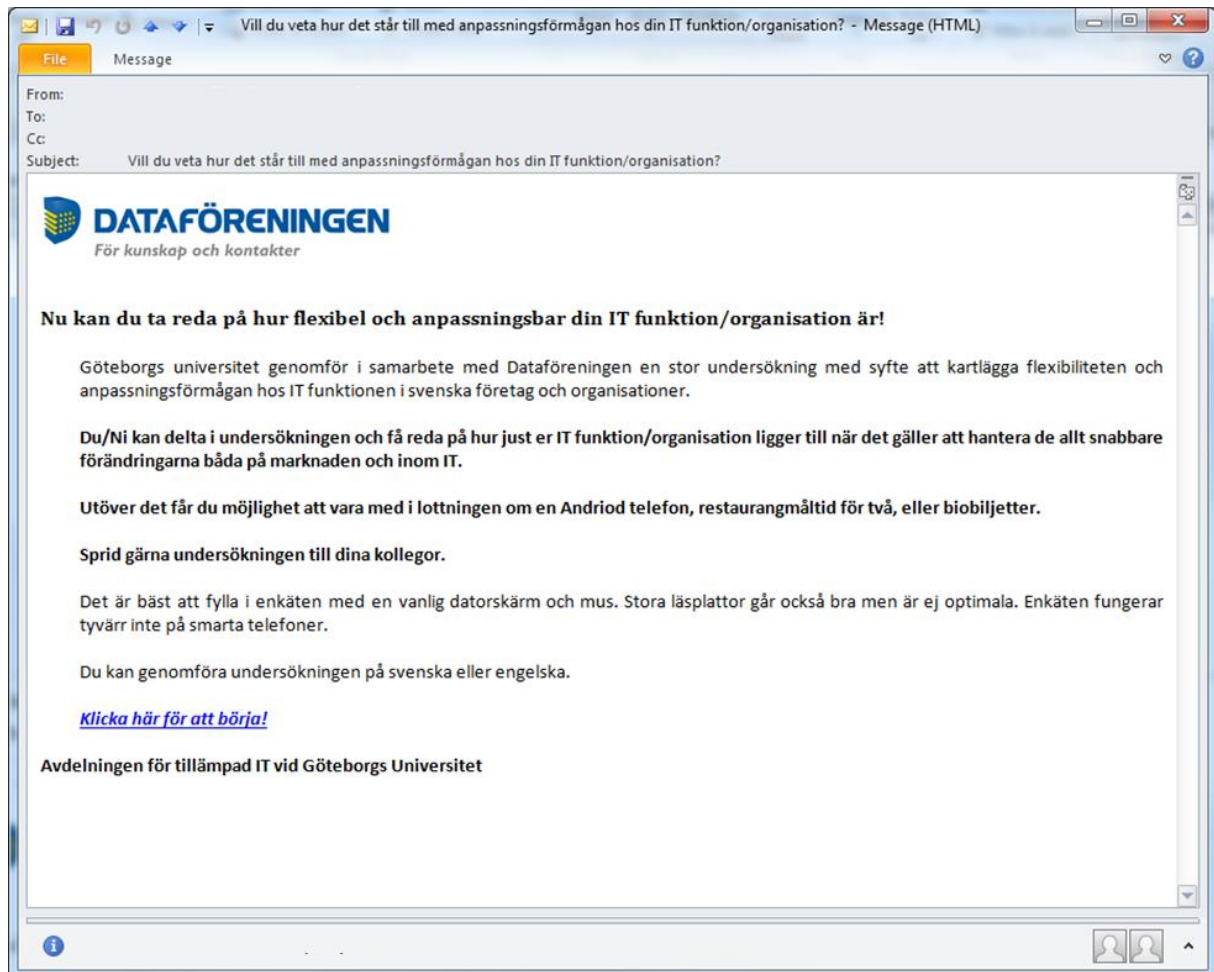 Vill du veta hur det står till med anpassningsförmågan hos din IT funktion/organisation? - Message (HTML)
File Message
From:
To:
Cc:
Subject: Vill du veta hur det står till med anpassningsförmågan hos din IT funktion/organisation?
DATAFÖRENINGEN
För kunskap och kontakter
Nu kan du ta reda på hur flexibel och anpassningsbar din IT funktion/organisation är!
Göteborgs universitet genomför i samarbete med Dataföreningen en stor undersökning med syfte att kartlägga flexibiliteten och
anpassningsförmågan hos IT funktionen i svenska företag och organisationer.
Du/Ni kan delta i undersökningen och få reda på hur just er IT funktion/organisation ligger till när det gäller att hantera de allt snabbare
förändringarna båda på marknaden och inom IT.
Utöver det får du möjlighet att vara med i lottningen om en Andriod telefon, restaurangmåltid för två, eller biobiljetter.
Sprid gärna undersökningen till dina kollegor.
Det är bäst att fylla i enkäten med en vanlig datorskärm och mus. Stora läsplattor går också bra men är ej optimala. Enkäten fungerar
tyvärr inte på smarta telefoner.
Du kan genomföra undersökningen på svenska eller engelska.
Klicka här för att börja!
Avdelningen för tillämpad IT vid Göteborgs Universitet